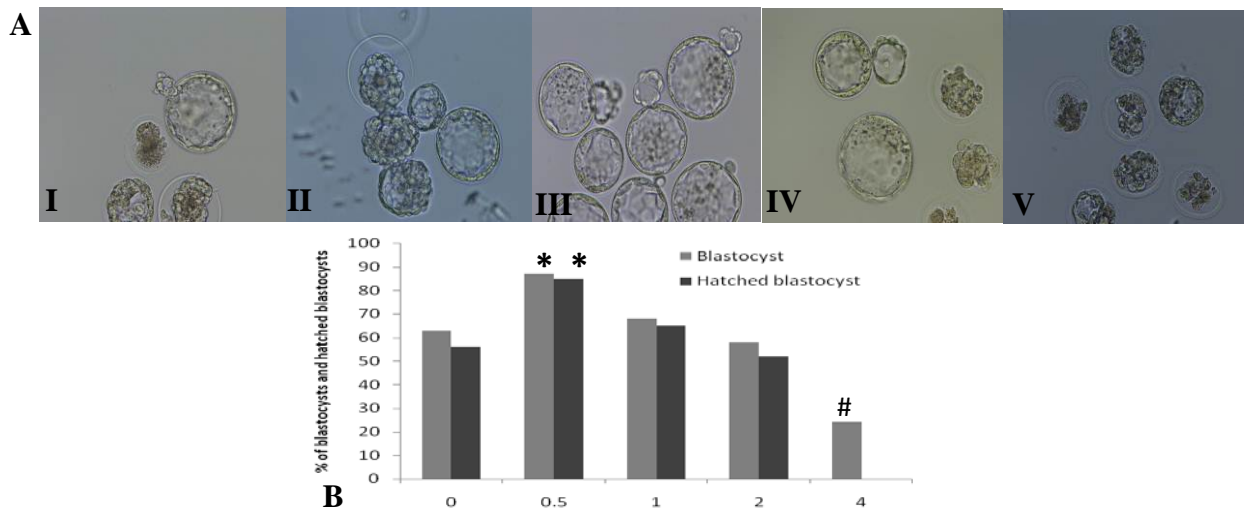 A
I II III IV V
% of blastocysts and hatched blastocysts
100
90
80
70
60
50
40
30
20
10
0
* *
#
Blastocyst
Hatched blastocyst
B
0 0.5 1 2 4